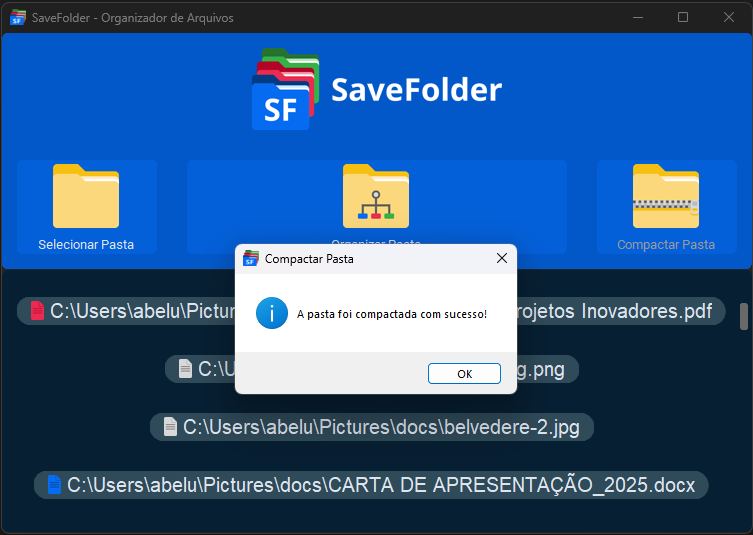 SaveFolder - Organizador de Arquivos
SF
SaveFolder
Selecionar Pasta
Organizar Pasta
Compactar Pasta
SF
Compactar Pasta
A pasta foi compactada com sucesso!
OK
C:\Users\abelu\Pictur rojetos Inovadores.pdf
C:\U g.png
C:\Users\abelu\Pictures\docs\belvedere-2.jpg
C:\Users\abelu\Pictures\docs\CARTA DE APRESENTAÇÃO_2025.docx